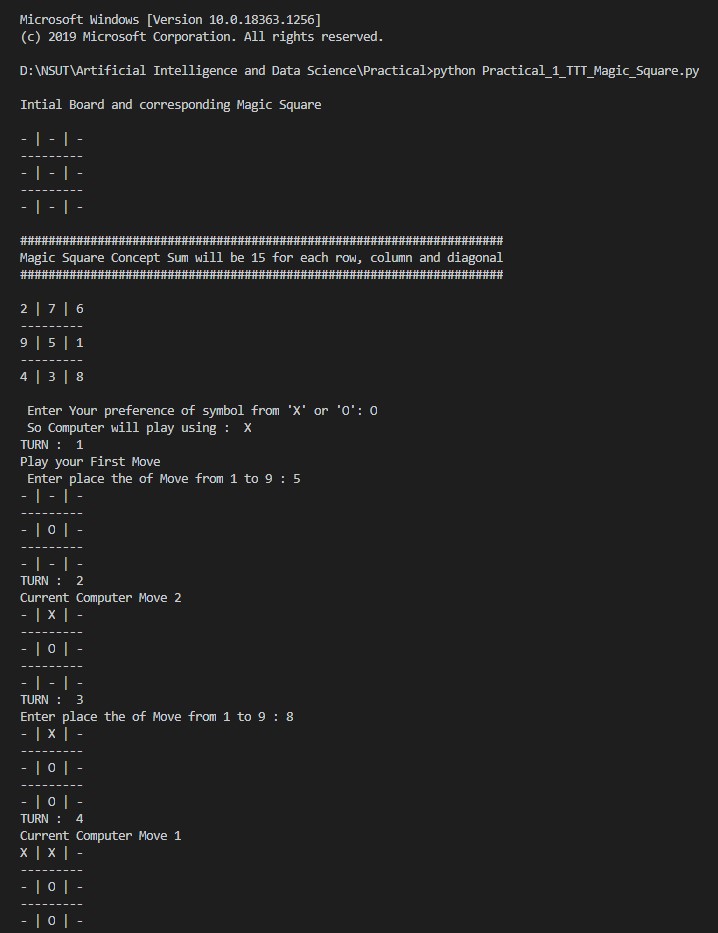 Microsoft Windows [Version 10.0.18363.1256]
(c) 2019 Microsoft Corporation. All rights reserved.
D:\NSUT\Artificial Intelligence and Data Science\Practical>python Practical_1_TTT_Magic_Square.py
Intial Board and corresponding Magic Square
- | - | -
---------
- | - | -
---------
- | - | -
#####################################################################
Magic Square Concept Sum will be 15 for each row, column and diagonal
#####################################################################
2 | 7 | 6
---------
9 | 5 | 1
---------
4 | 3 | 8
Enter Your preference of symbol from 'X' or 'O': O
So Computer will play using :  X
TURN :  1
Play your First Move
Enter place the of Move from 1 to 9 : 5
- | - | -
---------
- | O | -
---------
- | - | -
TURN :  2
Current Computer Move 2
- | X | -
---------
- | O | -
---------
- | - | -
TURN :  3
Enter place the of Move from 1 to 9 : 8
- | X | -
---------
- | O | -
---------
- | O | -
TURN :  4
Current Computer Move 1
X | X | -
---------
- | O | -
---------
- | O | -